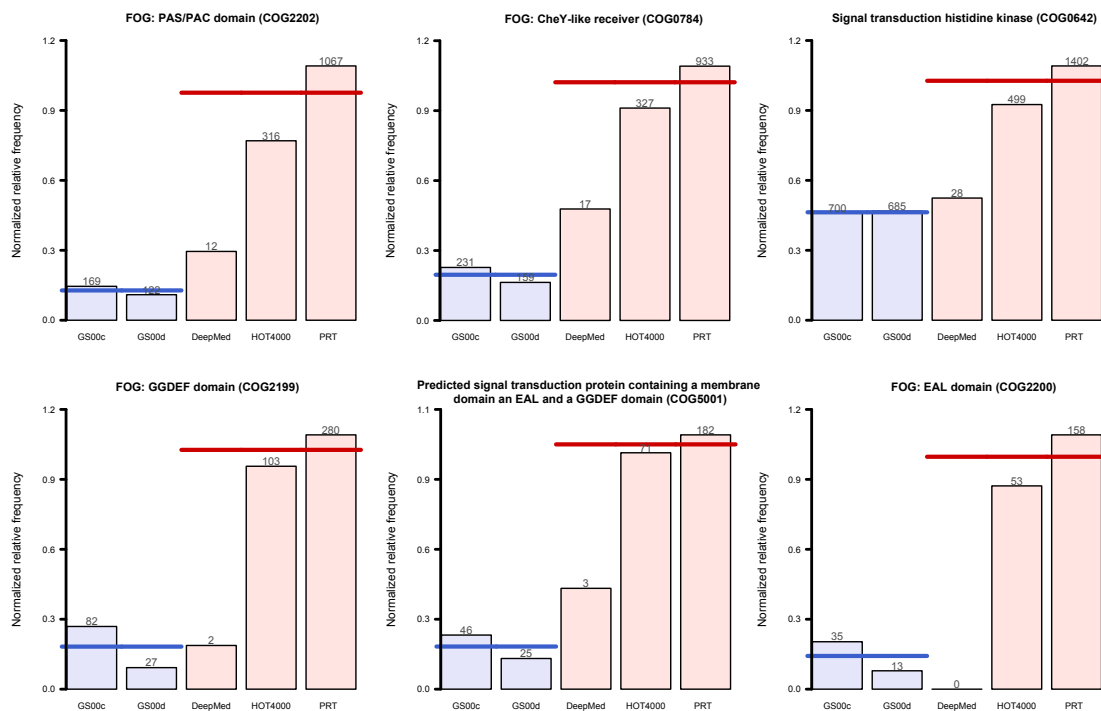 FOG: PAS/PAC domain (COG2202)
Normalized relative frequency
1.2
0.9
0.6
0.3
0.0
169
122
12
316
1067
GS00c
GS00d
DeepMed
HOT4000
PRT
FOG: CheY-like receiver (COG0784)
Normalized relative frequency
1.2
0.9
0.6
0.3
0.0
231
159
17
327
933
GS00c
GS00d
DeepMed
HOT4000
PRT
Signal transduction histidine kinase (COG0642)
Normalized relative frequency
1.2
0.9
0.6
0.3
0.0
700
685
28
499
1402
GS00c
GS00d
DeepMed
HOT4000
PRT
FOG: GGDEF domain (COG2199)
Normalized relative frequency
1.2
0.9
0.6
0.3
0.0
82
27
2
103
280
GS00c
GS00d
DeepMed
HOT4000
PRT
Predicted signal transduction protein containing a membrane
domain an EAL and a GGDEF domain (COG5001)
Normalized relative frequency
1.1
0.9
0.6
0.3
0.0
46
25
3
71
182
GS00c
GS00d
DeepMed
HOT4000
PRT
FOG: EAL domain (COG2200)
Normalized relative frequency
1.2
0.9
0.6
0.3
0.0
35
13
0
53
158
GS00c
GS00d
DeepMed
HOT4000
PRT